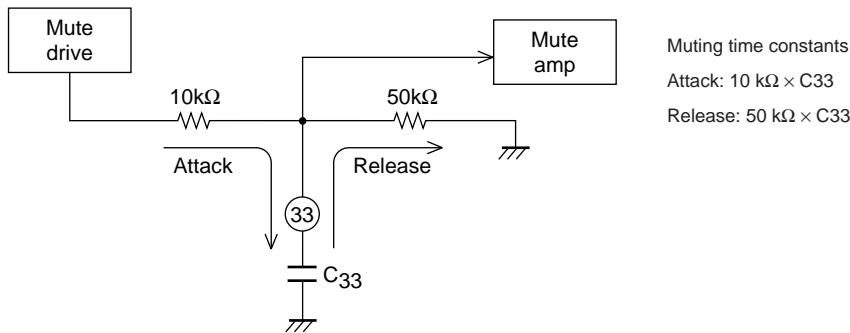 Mute
drive
Mute
amp
Muting time constants
Attack: 10 kΩ × C33
Release: 50 kΩ × C33
10kΩ
50kΩ
Attack
Release
33
C33